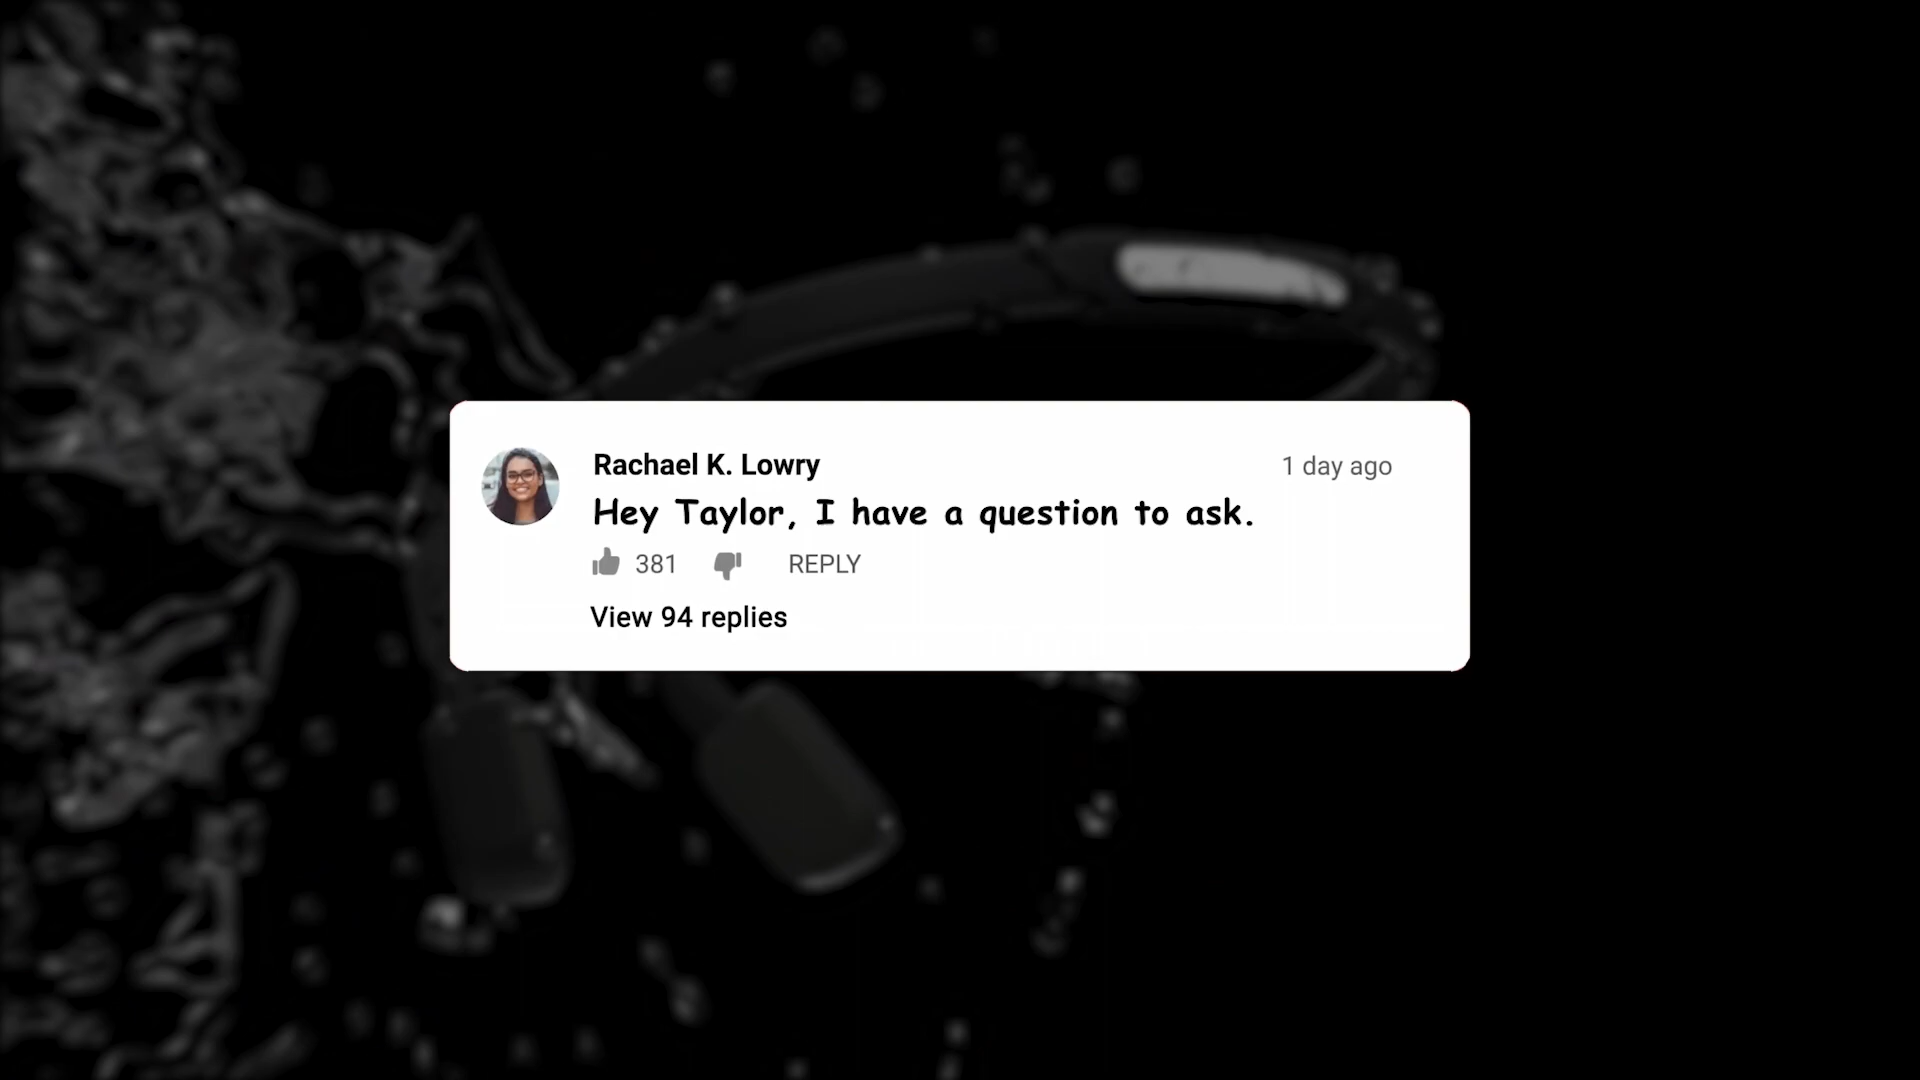 Rachael K. Lowry
1 day ago
Hey Taylor, I have a question to ask.
381
REPLY
View 94 replies